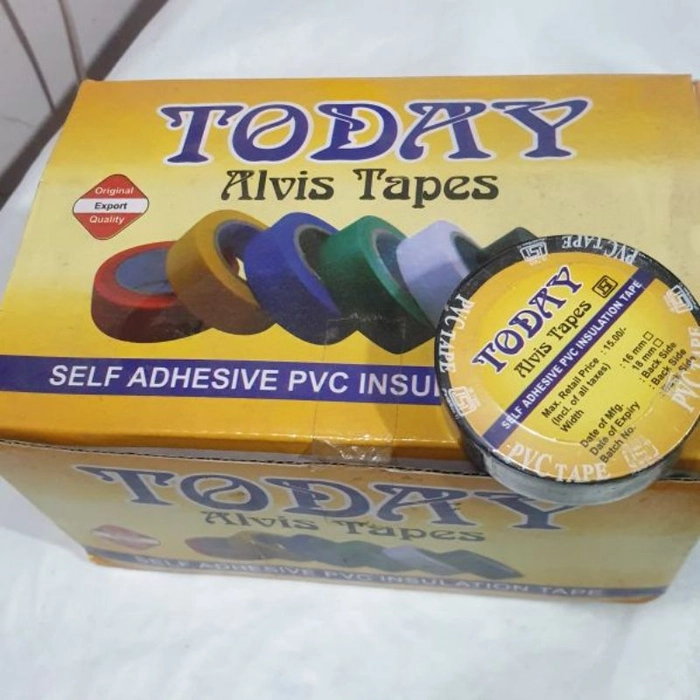 TODAY
Alvis Tapes
Original
Export
Quality
SELF ADHESIVE PVC INSU
PVC TAPE
PVC TAPE
TODAY
Alvis Tapes
SELF ADHESIVE PVC INSULATION TAPE
Max. Retail Price : 15.00/-
(Incl. of all taxes)
Width : 16 mm
18 mm
Date of Mfg. : Back Side
Date of Expiry : Back Side
Batch No.
PVC TAPE
TODAY
Alvis Tapes
SELF ADHESIVE PVC INSULATION TAPE